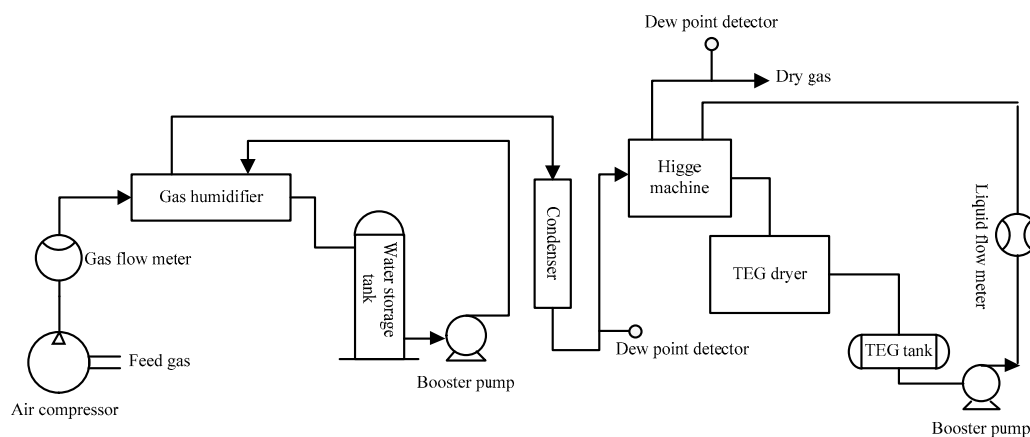 Dew point detector
Dry gas
Higge
machine
Gas humidifier
Gas flow meter
Water storage
tank
Condenser
Liquid flow meter
TEG dryer
TEG tank
Dew point detector
Feed gas
Booster pump
Air compressor
Booster pump